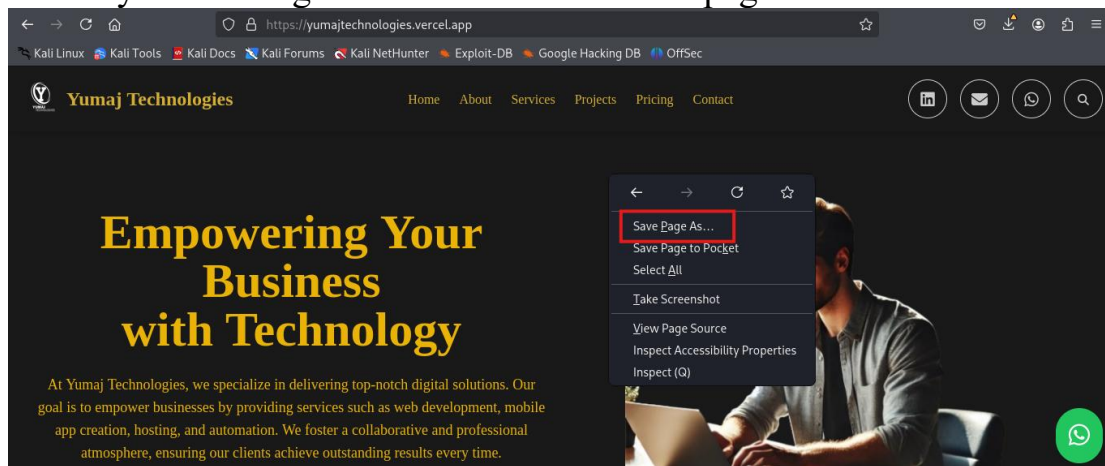 https://yumajtechnologies.vercel.app
Kali Linux Kali Tools Kali Docs Kali Forums Kali NetHunter Exploit-DB Google Hacking DB OffSec
Yumaj Technologies Home About Services Projects Pricing Contact
Empowering Your
Business
with Technology
At Yumaj Technologies, we specialize in delivering top-notch digital solutions. Our
goal is to empower businesses by providing services such as web development, mobile
app creation, hosting, and automation. We foster a collaborative and professional
atmosphere, ensuring our clients achieve outstanding results every time.
Save Page As...
Save Page to Pocket
Select All
Take Screenshot
View Page Source
Inspect Accessibility Properties
Inspect (Q)